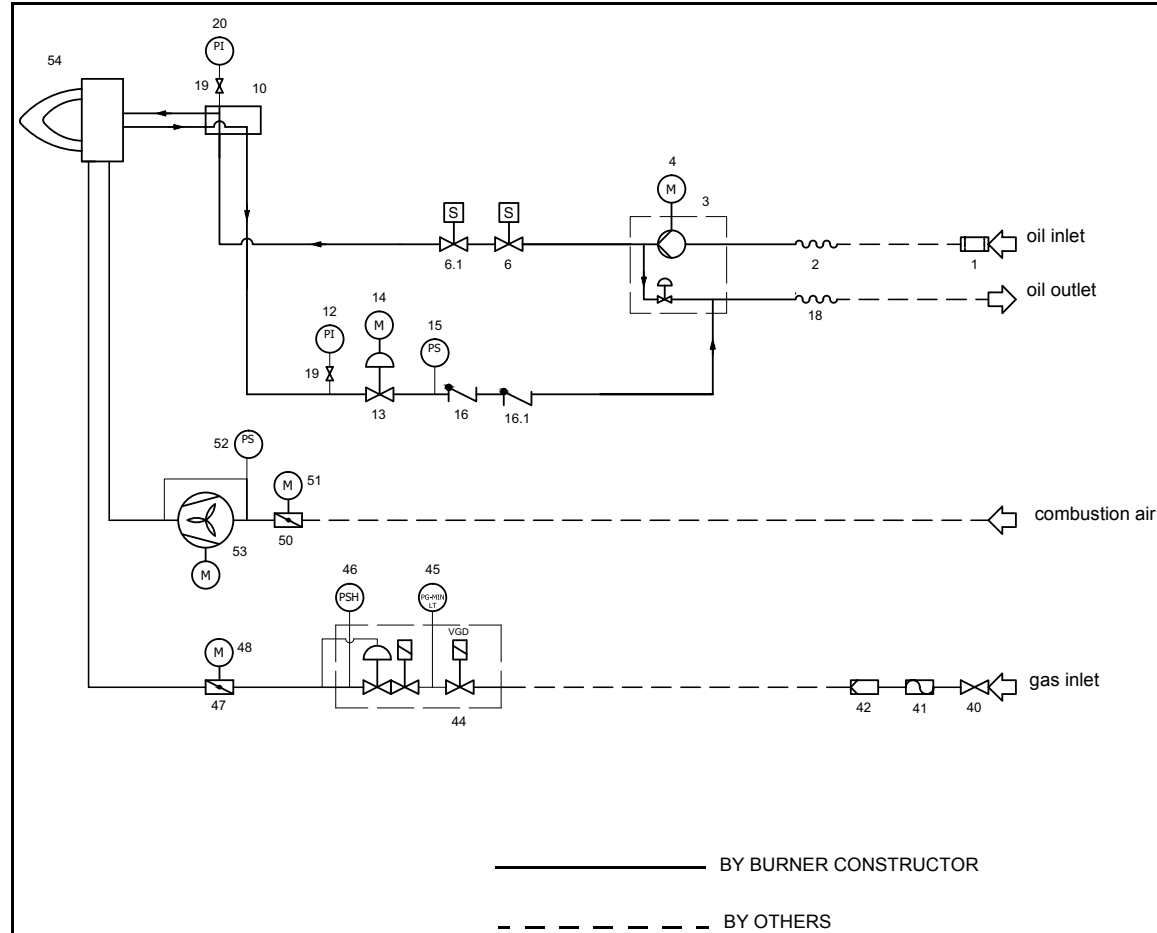 20
PI
54
19
10
4
M
3
S
S
6.1
6
2
1
oil inlet
oil outlet
18
12
PI
14
M
15
PS
19
13
16
16.1
52
PS
51
M
combustion air
53
50
M
46
PSH
45
PG-MIN
LT
VGD
48
M
gas inlet
47
44
42
41
40
BY BURNER CONSTRUCTOR
BY OTHERS